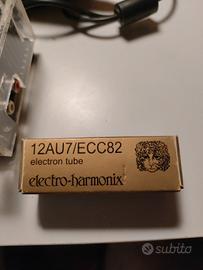 12AU7/ECC82
electron tube
electro-harmonix
subito